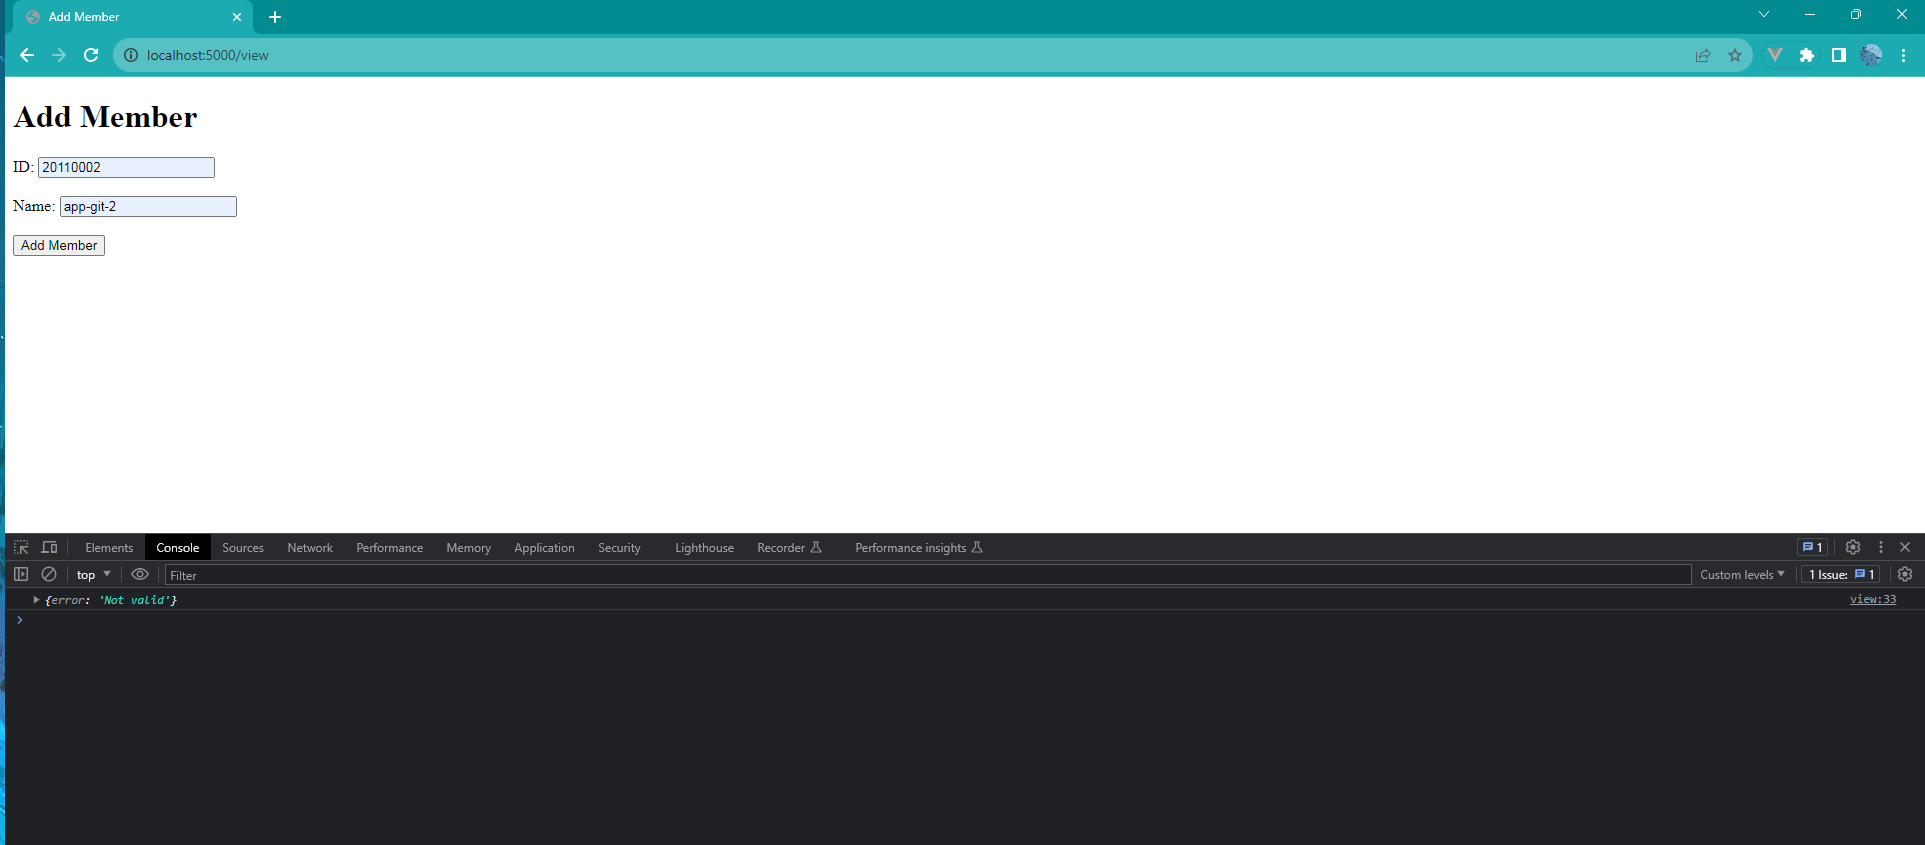 Add Member
localhost:5000/view
Add Member
ID: 20110002
Name: app-git-2
Add Member
Elements Console Sources Network Performance Memory Application Security Lighthouse Recorder Performance insights 1
top Filter Custom levels 1 Issue: 1
{error: 'Not valid'} view:33